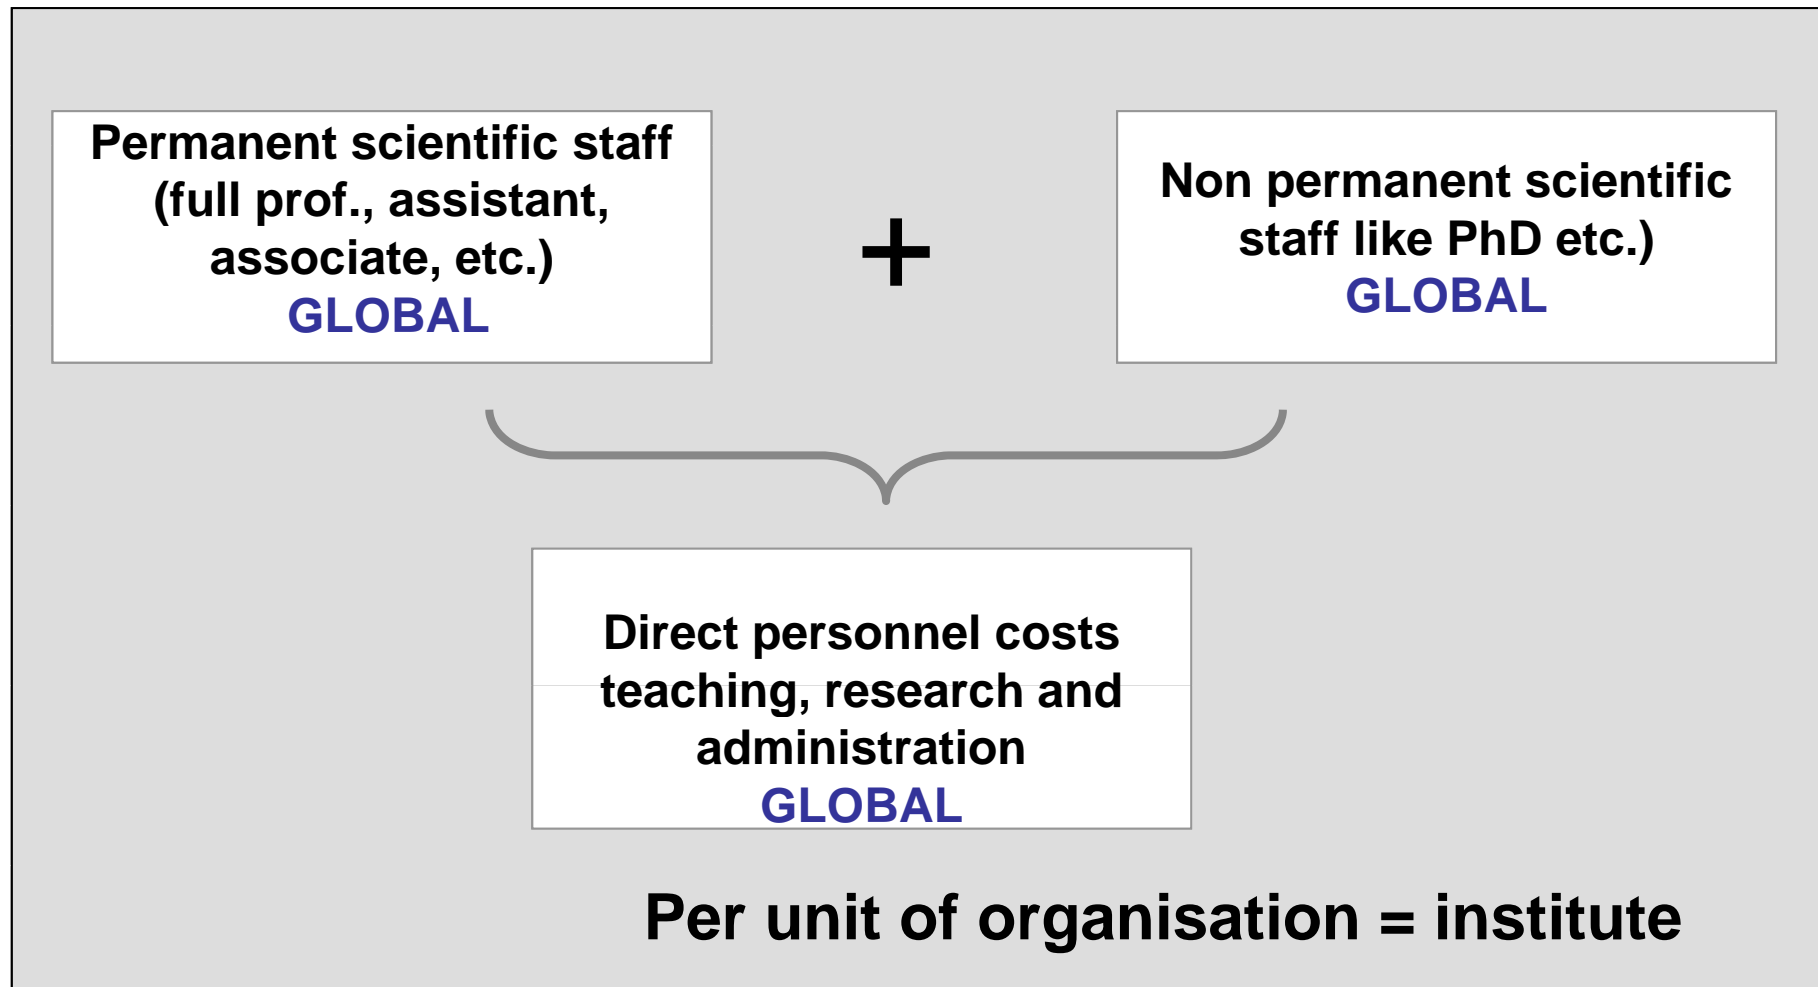 Permanent scientific staff
(full prof., assistant,
associate, etc.)
GLOBAL
+
Non permanent scientific
staff like PhD etc.)
GLOBAL
Direct personnel costs
teaching, research and
administration
GLOBAL
Per unit of organisation = institute